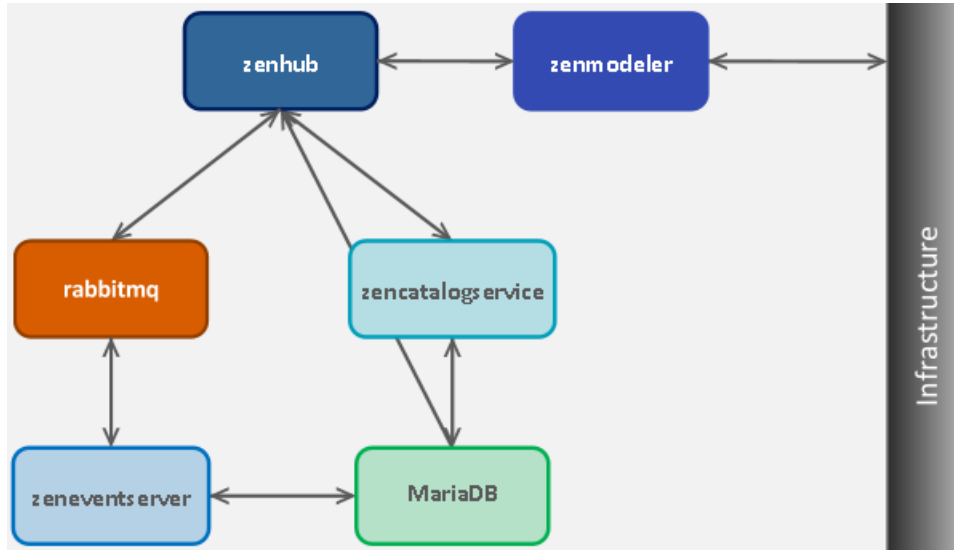 zenhub
zenmodeler
rabbitmq
zencatalogservice
Infrastructure
zeneventserver
MariaDB